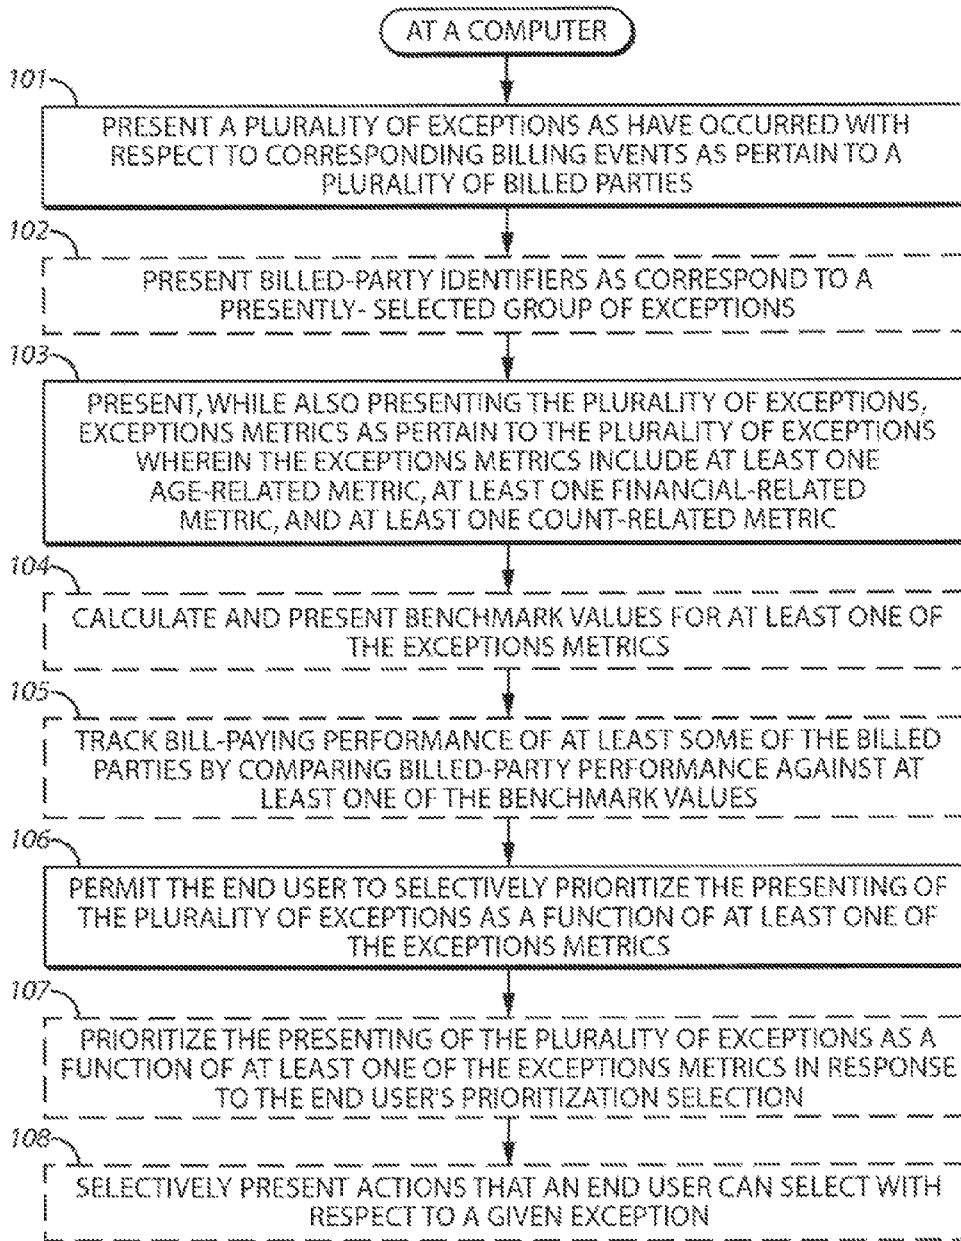 AT A COMPUTER
101
PRESENT A PLURALITY OF EXCEPTIONS AS HAVE OCCURRED WITH
RESPECT TO CORRESPONDING BILLING EVENTS AS PERTAIN TO A
PLURALITY OF BILLED PARTIES
102
PRESENT BILLED-PARTY IDENTIFIERS AS CORRESPOND TO A
PRESENTLY- SELECTED GROUP OF EXCEPTIONS
103
PRESENT, WHILE ALSO PRESENTING THE PLURALITY OF EXCEPTIONS,
EXCEPTIONS METRICS AS PERTAIN TO THE PLURALITY OF EXCEPTIONS
WHEREIN THE EXCEPTIONS METRICS INCLUDE AT LEAST ONE
AGE-RELATED METRIC, AT LEAST ONE FINANCIAL-RELATED
METRIC, AND AT LEAST ONE COUNT-RELATED METRIC
104
CALCULATE AND PRESENT BENCHMARK VALUES FOR AT LEAST ONE OF
THE EXCEPTIONS METRICS
105
TRACK BILL-PAYING PERFORMANCE OF AT LEAST SOME OF THE BILLED
PARTIES BY COMPARING BILLED-PARTY PERFORMANCE AGAINST AT
LEAST ONE OF THE BENCHMARK VALUES
106
PERMIT THE END USER TO SELECTIVELY PRIORITIZE THE PRESENTING OF
THE PLURALITY OF EXCEPTIONS AS A FUNCTION OF AT LEAST ONE OF
THE EXCEPTIONS METRICS
107
PRIORITIZE THE PRESENTING OF THE PLURALITY OF EXCEPTIONS AS A
FUNCTION OF AT LEAST ONE OF THE EXCEPTIONS METRICS IN RESPONSE
TO THE END USER'S PRIORITIZATION SELECTION
108
SELECTIVELY PRESENT ACTIONS THAT AN END USER CAN SELECT WITH
RESPECT TO A GIVEN EXCEPTION